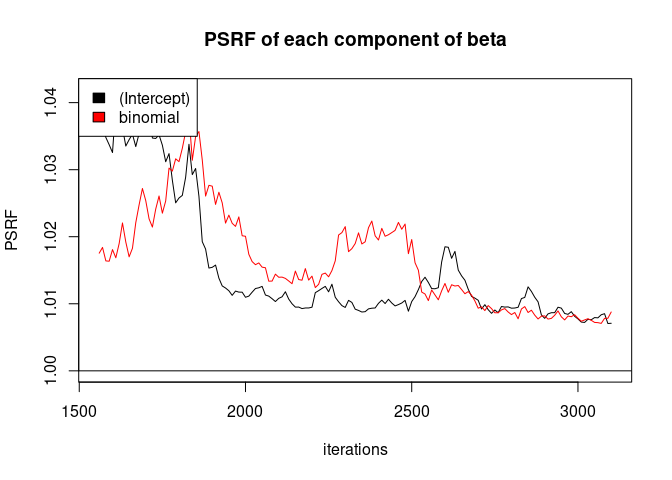 PSRF of each component of beta
(Intercept)
binomial
PSRF
1.04
1.03
1.02
1.01
1.00
1500 2000 2500 3000
iterations